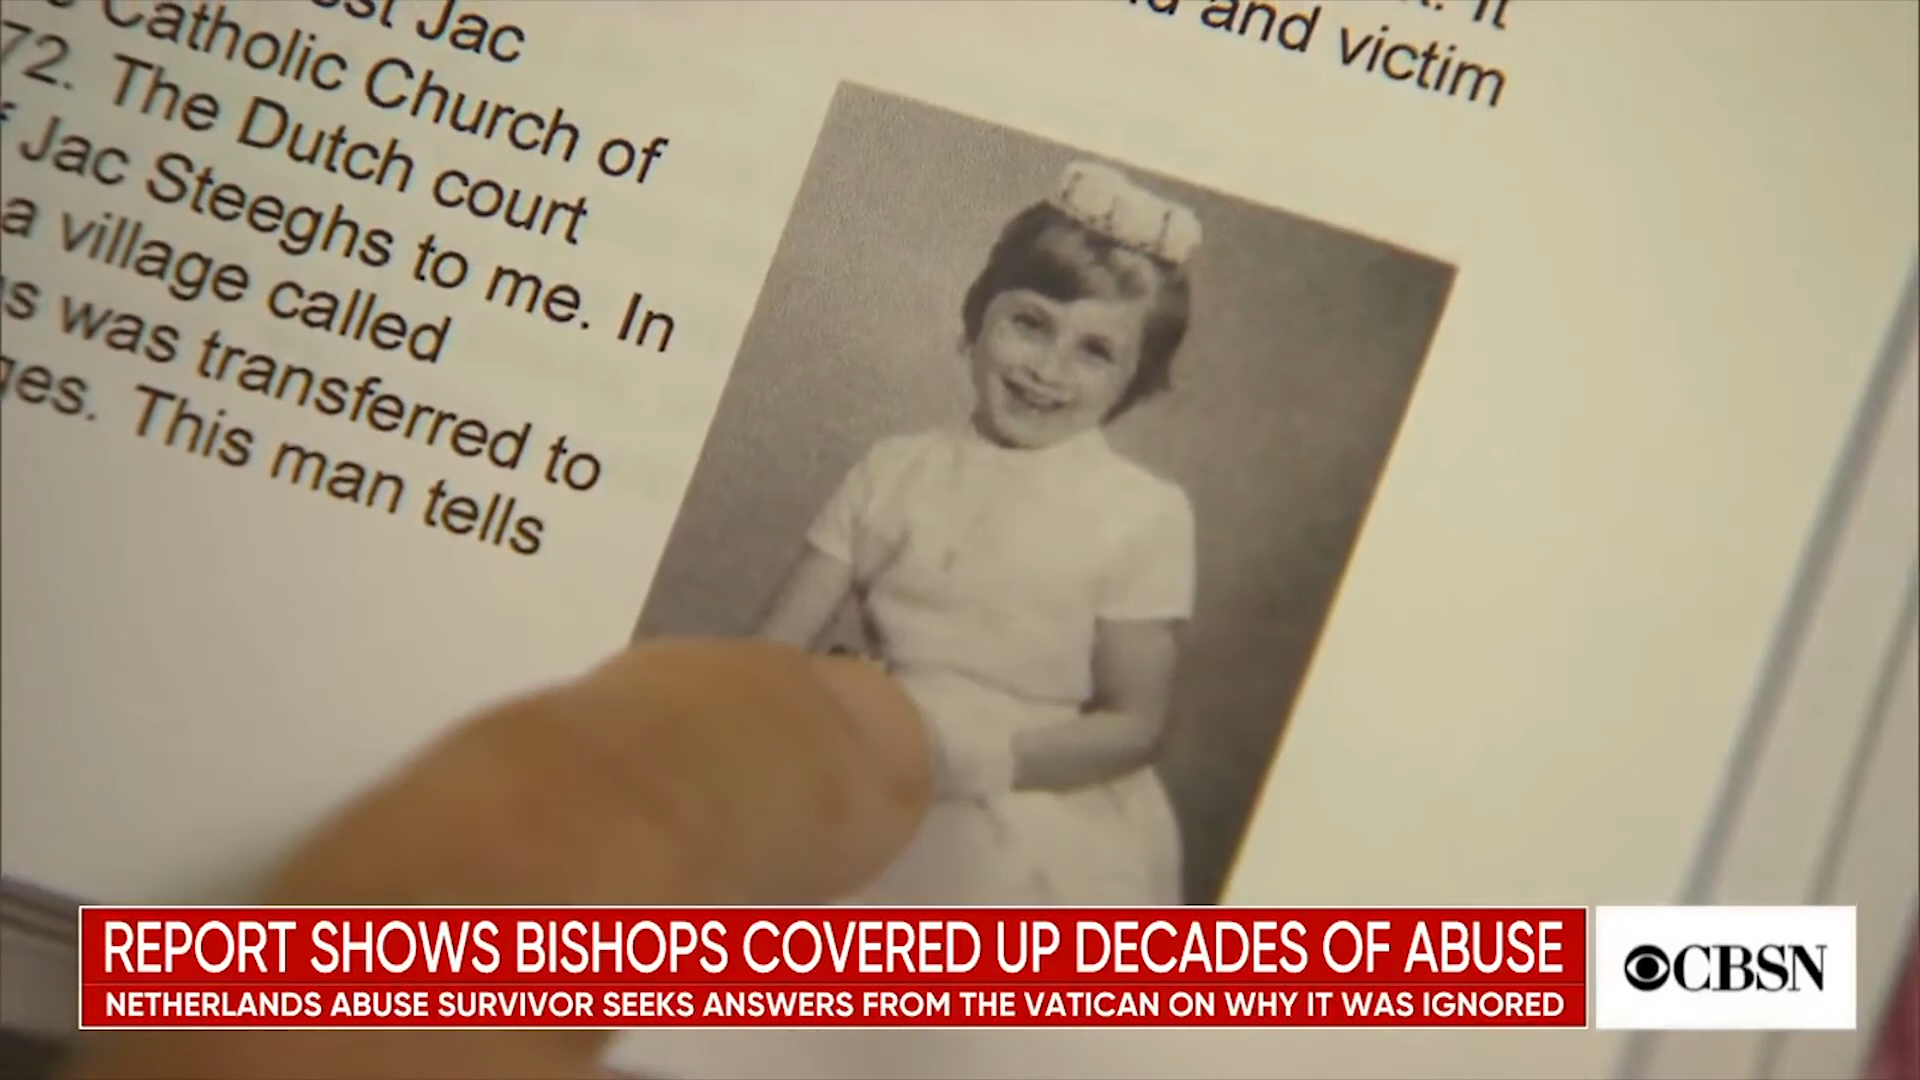 Jac
Catholic Church of
72. The Dutch court
Jac Steeghs to me. In
a village called
was transferred to
This man tells
It
and victim
REPORT SHOWS BISHOPS COVERED UP DECADES OF ABUSE
NETHERLANDS ABUSE SURVIVOR SEEKS ANSWERS FROM THE VATICAN ON WHY IT WAS IGNORED
CBSN